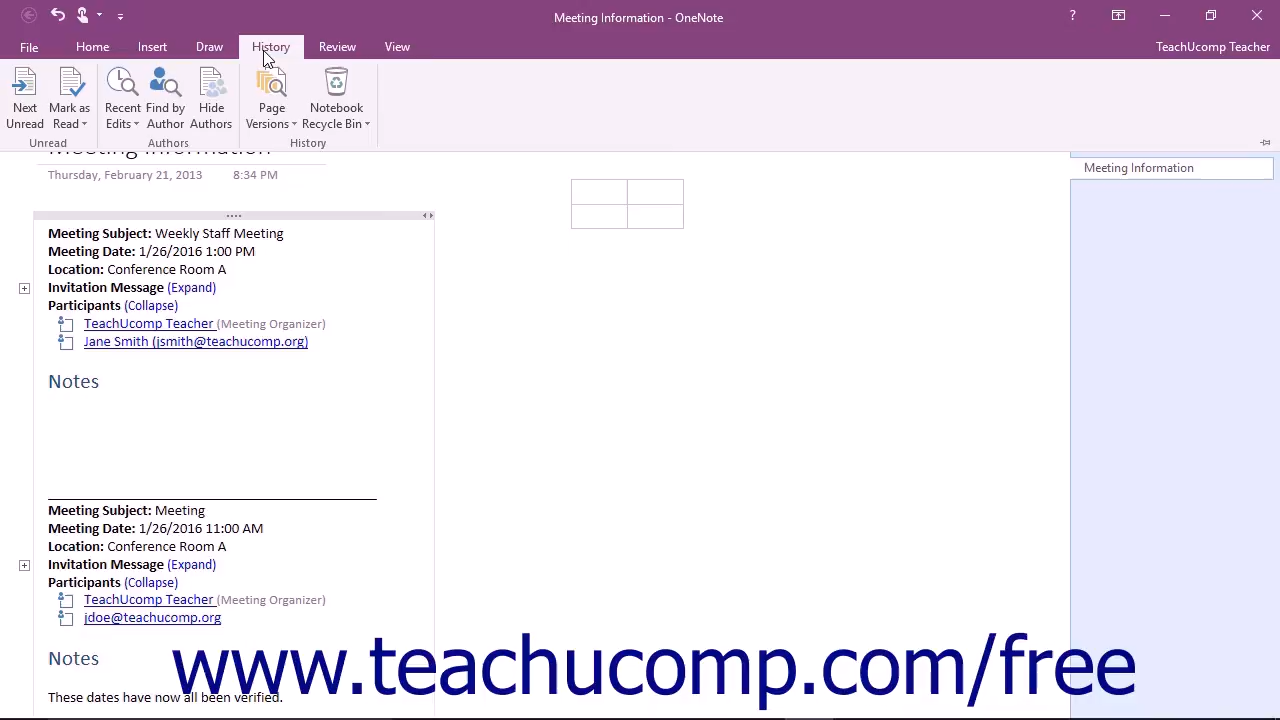 Meeting Information - OneNote
?
File Home Insert Draw History Review View
TeachUcomp Teacher
Next Unread
Mark as Read
Recent Edits
Find by Author
Hide Authors
Page Versions
Notebook Recycle Bin
Unread
Authors
History
Meeting Information
Thursday, February 21, 2013 8:34 PM
Meeting Information
Meeting Subject: Weekly Staff Meeting
Meeting Date: 1/26/2016 1:00 PM
Location: Conference Room A
Invitation Message (Expand)
Participants (Collapse)
TeachUcomp Teacher (Meeting Organizer)
Jane Smith (jsmith@teachucomp.org)
Notes
Meeting Subject: Meeting
Meeting Date: 1/26/2016 11:00 AM
Location: Conference Room A
Invitation Message (Expand)
Participants (Collapse)
TeachUcomp Teacher (Meeting Organizer)
jdoe@teachucomp.org
Notes
www.teachucomp.com/free
These dates have now all been verified.